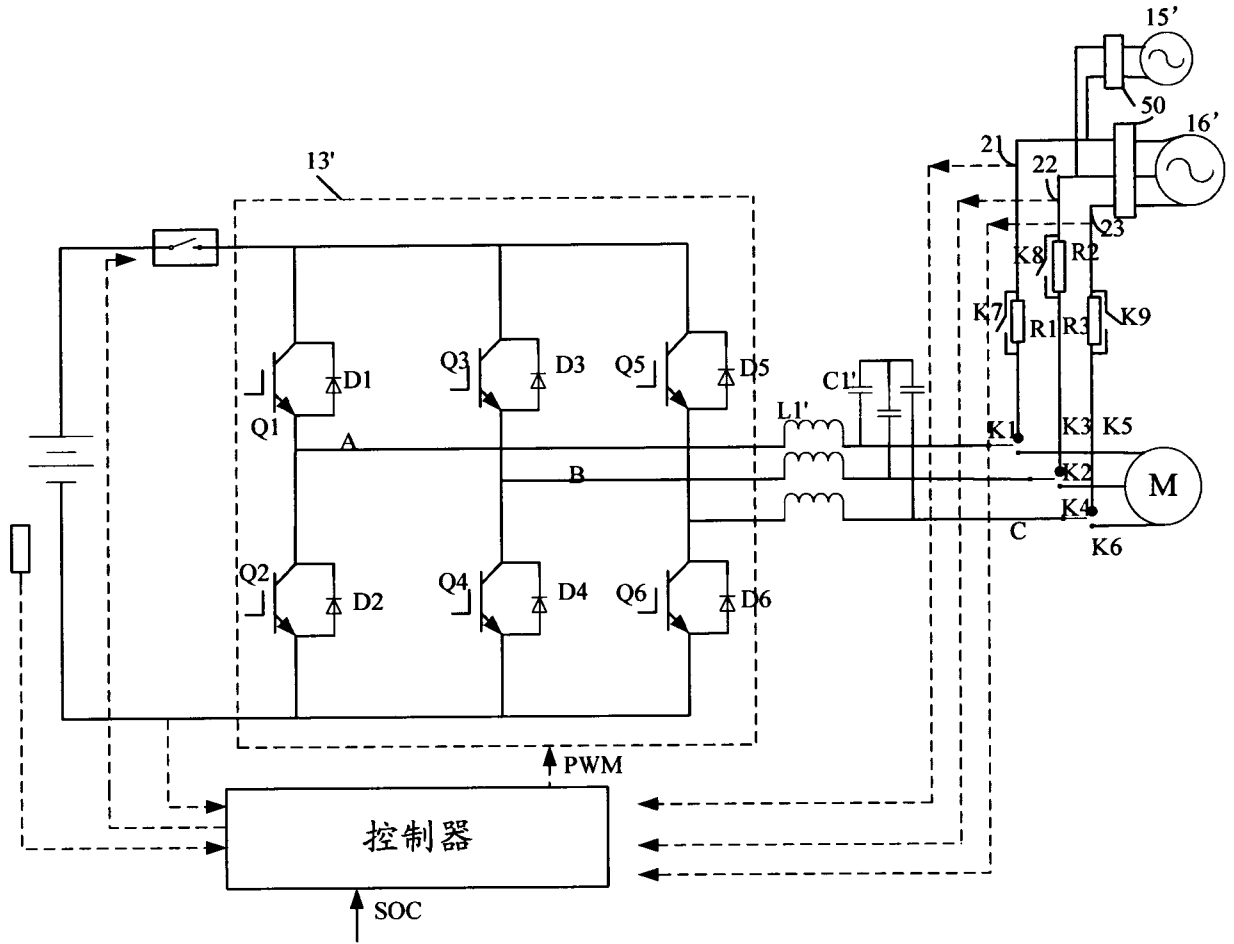 15’
50
16’
21
22
23
13'
K8
R2
K7
R1
R3
K9
Q1
D1
Q3
D3
Q5
D5
C1'
L1'
A
B
C
K1
K3
K5
K2
K4
K6
M
Q2
D2
Q4
D4
Q6
D6
PWM
控制器
SOC